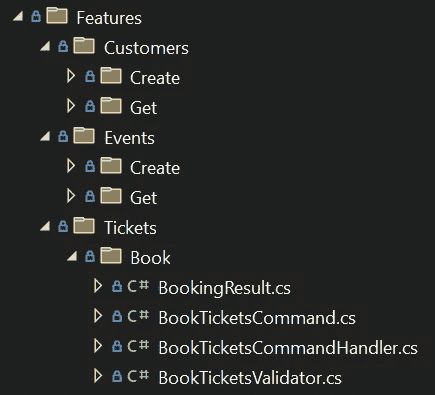 Features
Customers
Create
Get
Events
Create
Get
Tickets
Book
C# BookingResult.cs
C# BookTicketsCommand.cs
C# BookTicketsCommandHandler.cs
C# BookTicketsValidator.cs